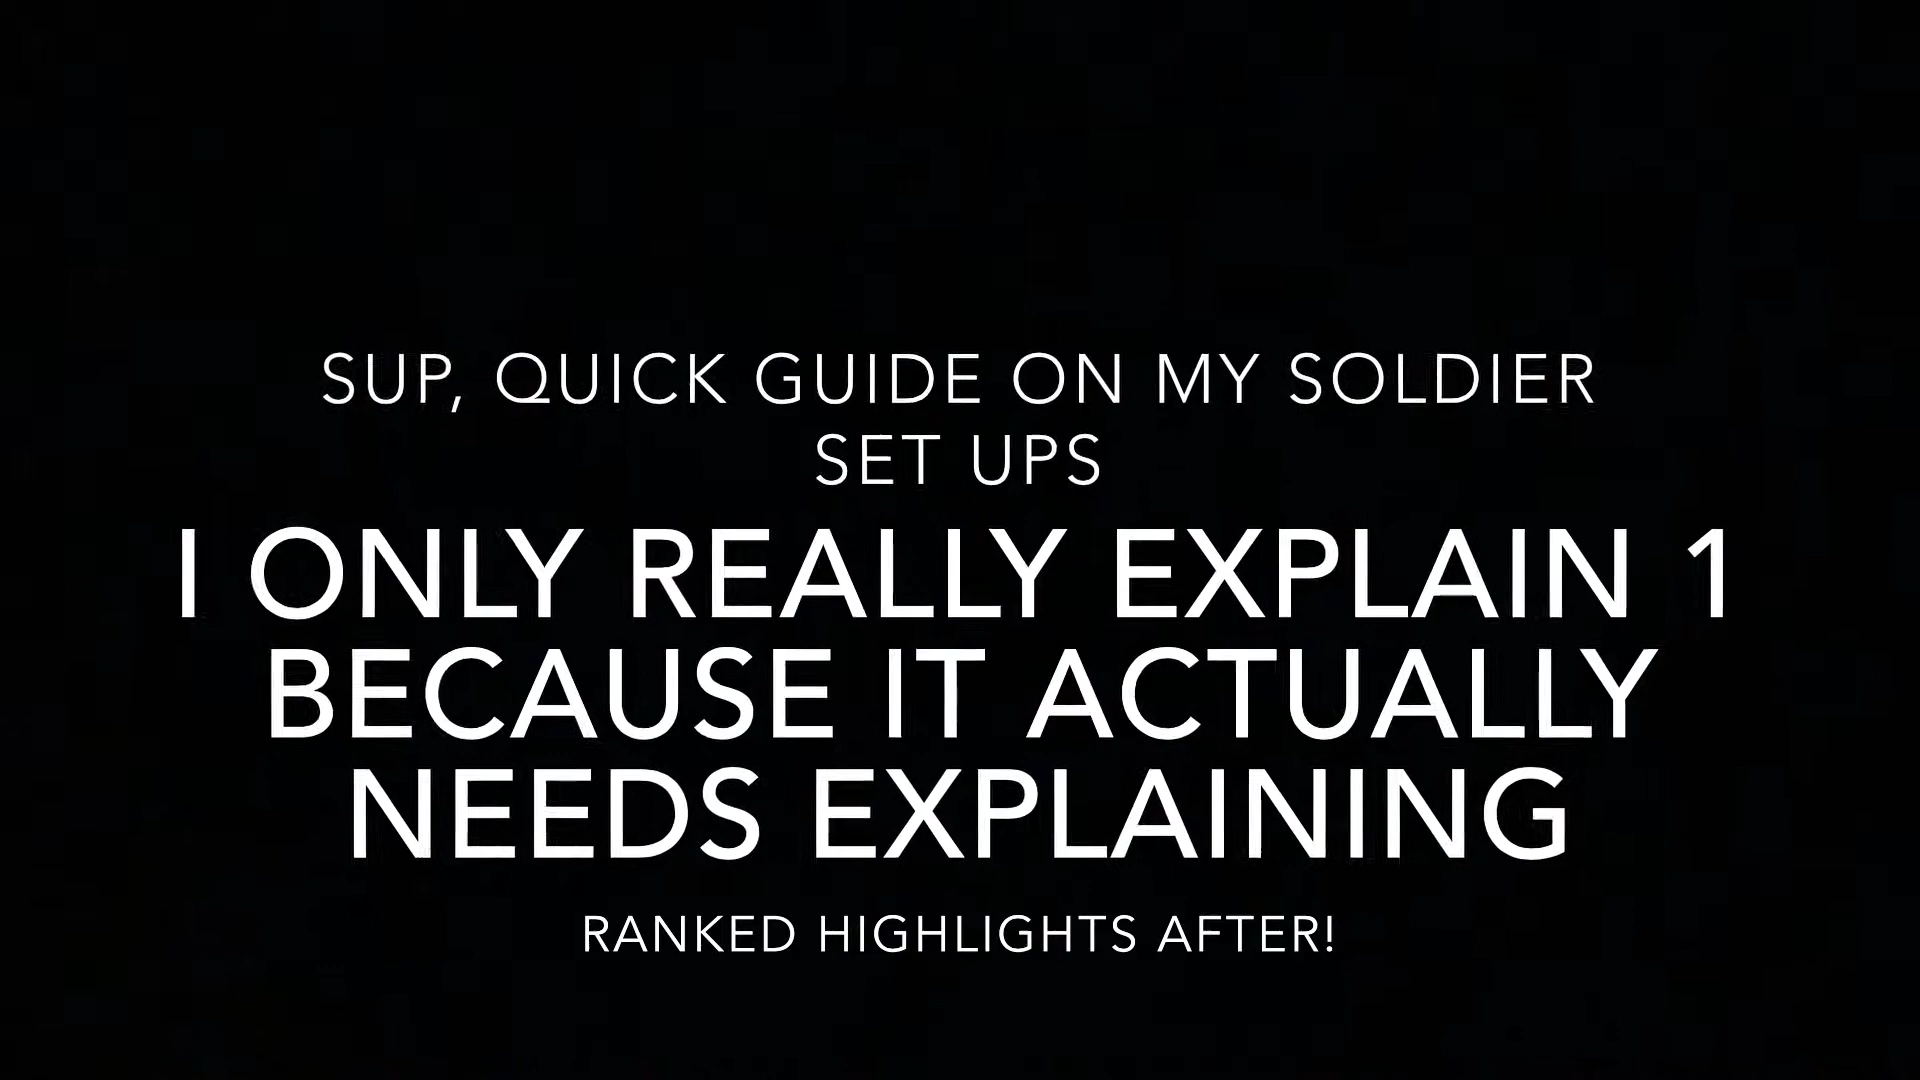 SUP, QUICK GUIDE ON MY SOLDIER
SET UPS
I ONLY REALLY EXPLAIN 1
BECAUSE IT ACTUALLY
NEEDS EXPLAINING
RANKED HIGHLIGHTS AFTER!